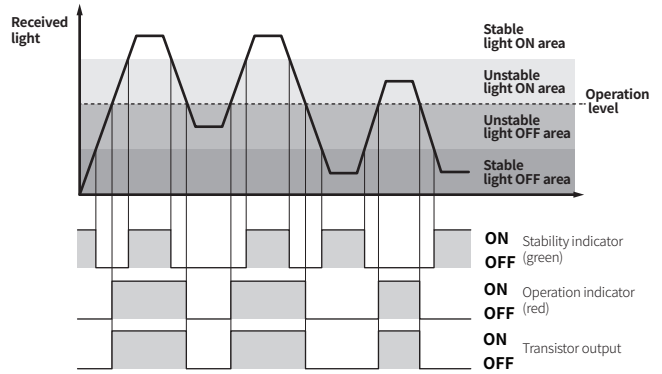 Received
light
Stable
light ON area
Unstable
light ON area
Operation
level
Unstable
light OFF area
Stable
light OFF area
ON
OFF
Stability indicator
(green)
ON
OFF
Operation indicator
(red)
ON
OFF
Transistor output